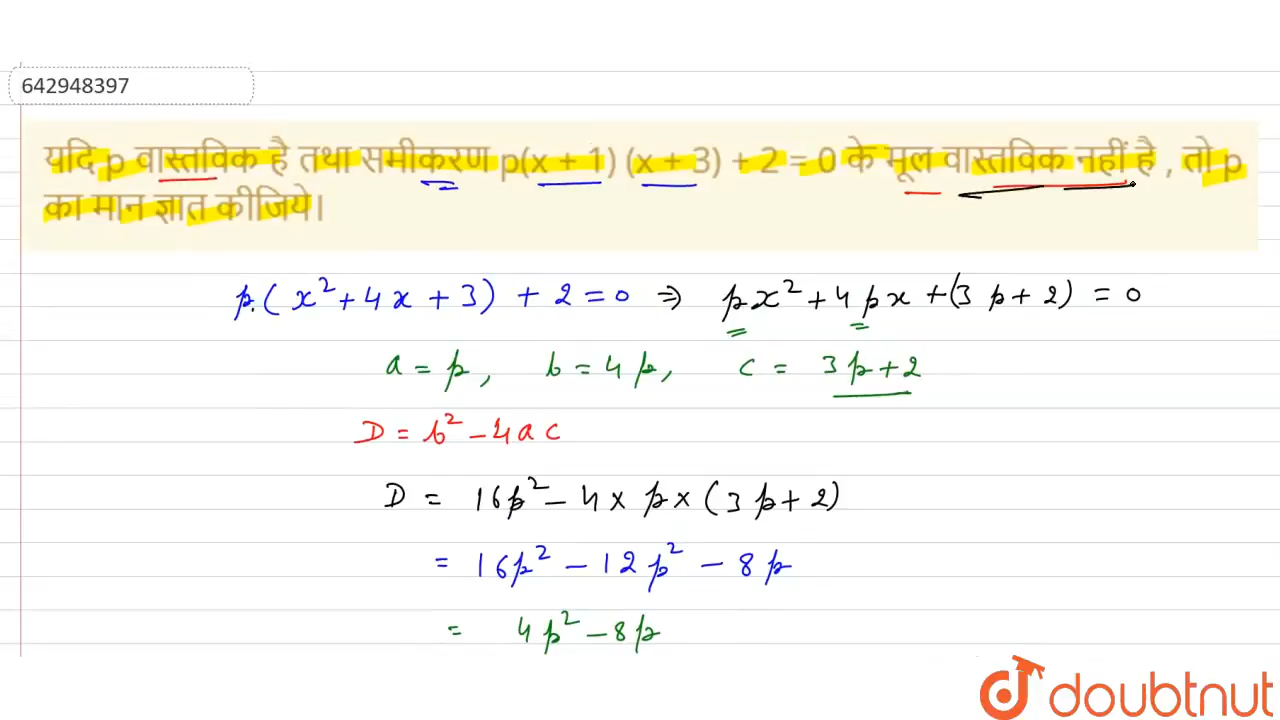 642948397
यदि p वास्तविक है तथा समीकरण p(x + 1) (x + 3) + 2 = 0 के मूल वास्तविक नहीं है , तो p
का मान ज्ञात कीजिये।
p.( x² + 4x + 3) + 2 = 0 ⇒ px² + 4px + (3p + 2) = 0
a = p, b = 4p, c = 3p + 2
D = b² - 4ac
D = 16p² - 4 × p × (3p + 2)
= 16p² - 12p² - 8p
= 4p² - 8p
doubtnut